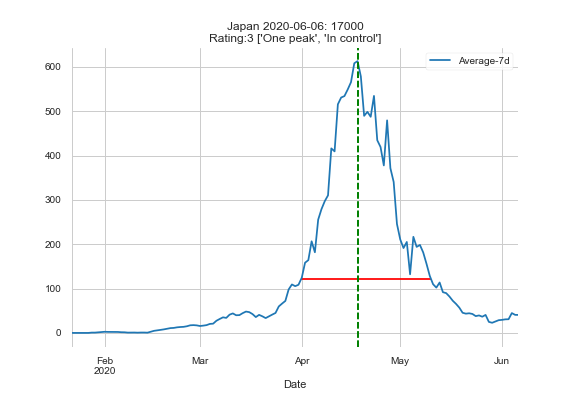 Japan 2020-06-06: 17000
Rating:3 ['One peak', 'In control']
Average-7d
600
500
400
300
200
100
0
Feb
2020
Mar
Apr
May
Jun
Date